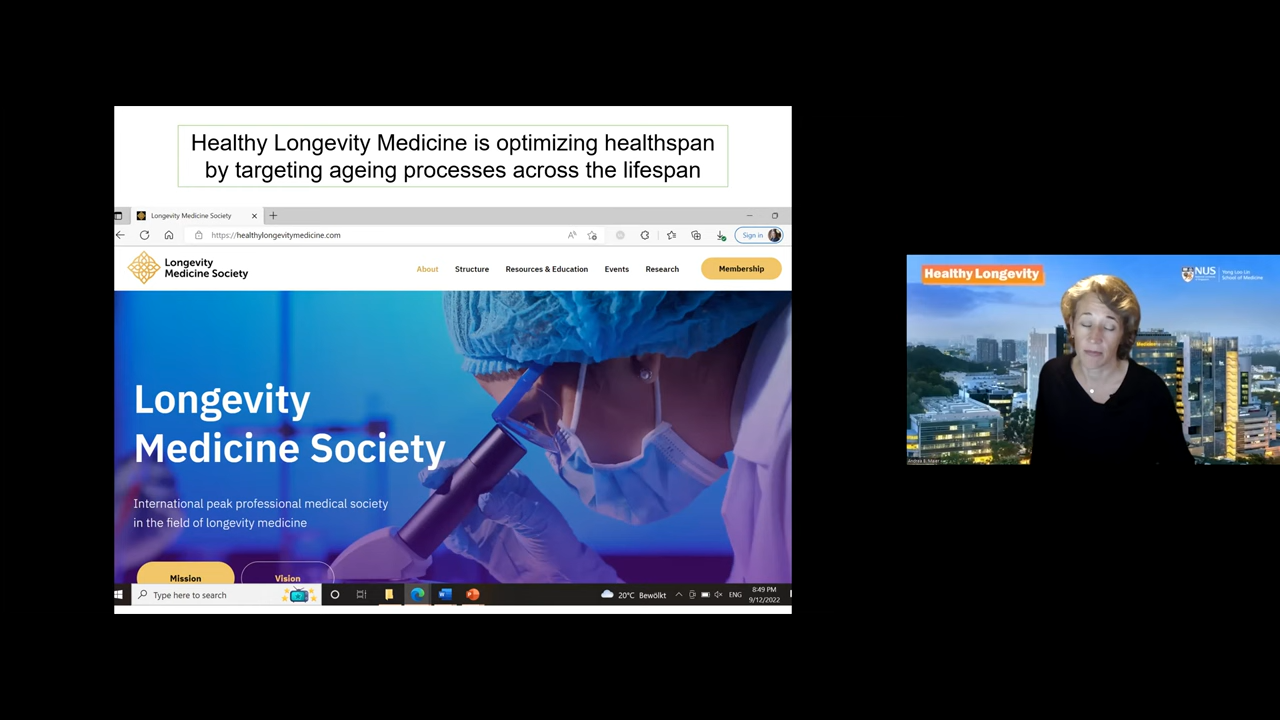 Healthy Longevity Medicine is optimizing healthspan
by targeting ageing processes across the lifespan
Longevity Medicine Society
https://healthylongevitymedicine.com
Sign in
Longevity
Medicine Society
About
Structure
Resources & Education
Events
Research
Membership
Longevity
Medicine Society
International peak professional medical society
in the field of longevity medicine
Mission
Vision
Type here to search
20°C Bewölkt
ENG
8:49 PM
9/12/2022
Healthy Longevity
NUS
Yong Loo Lin
School of Medicine